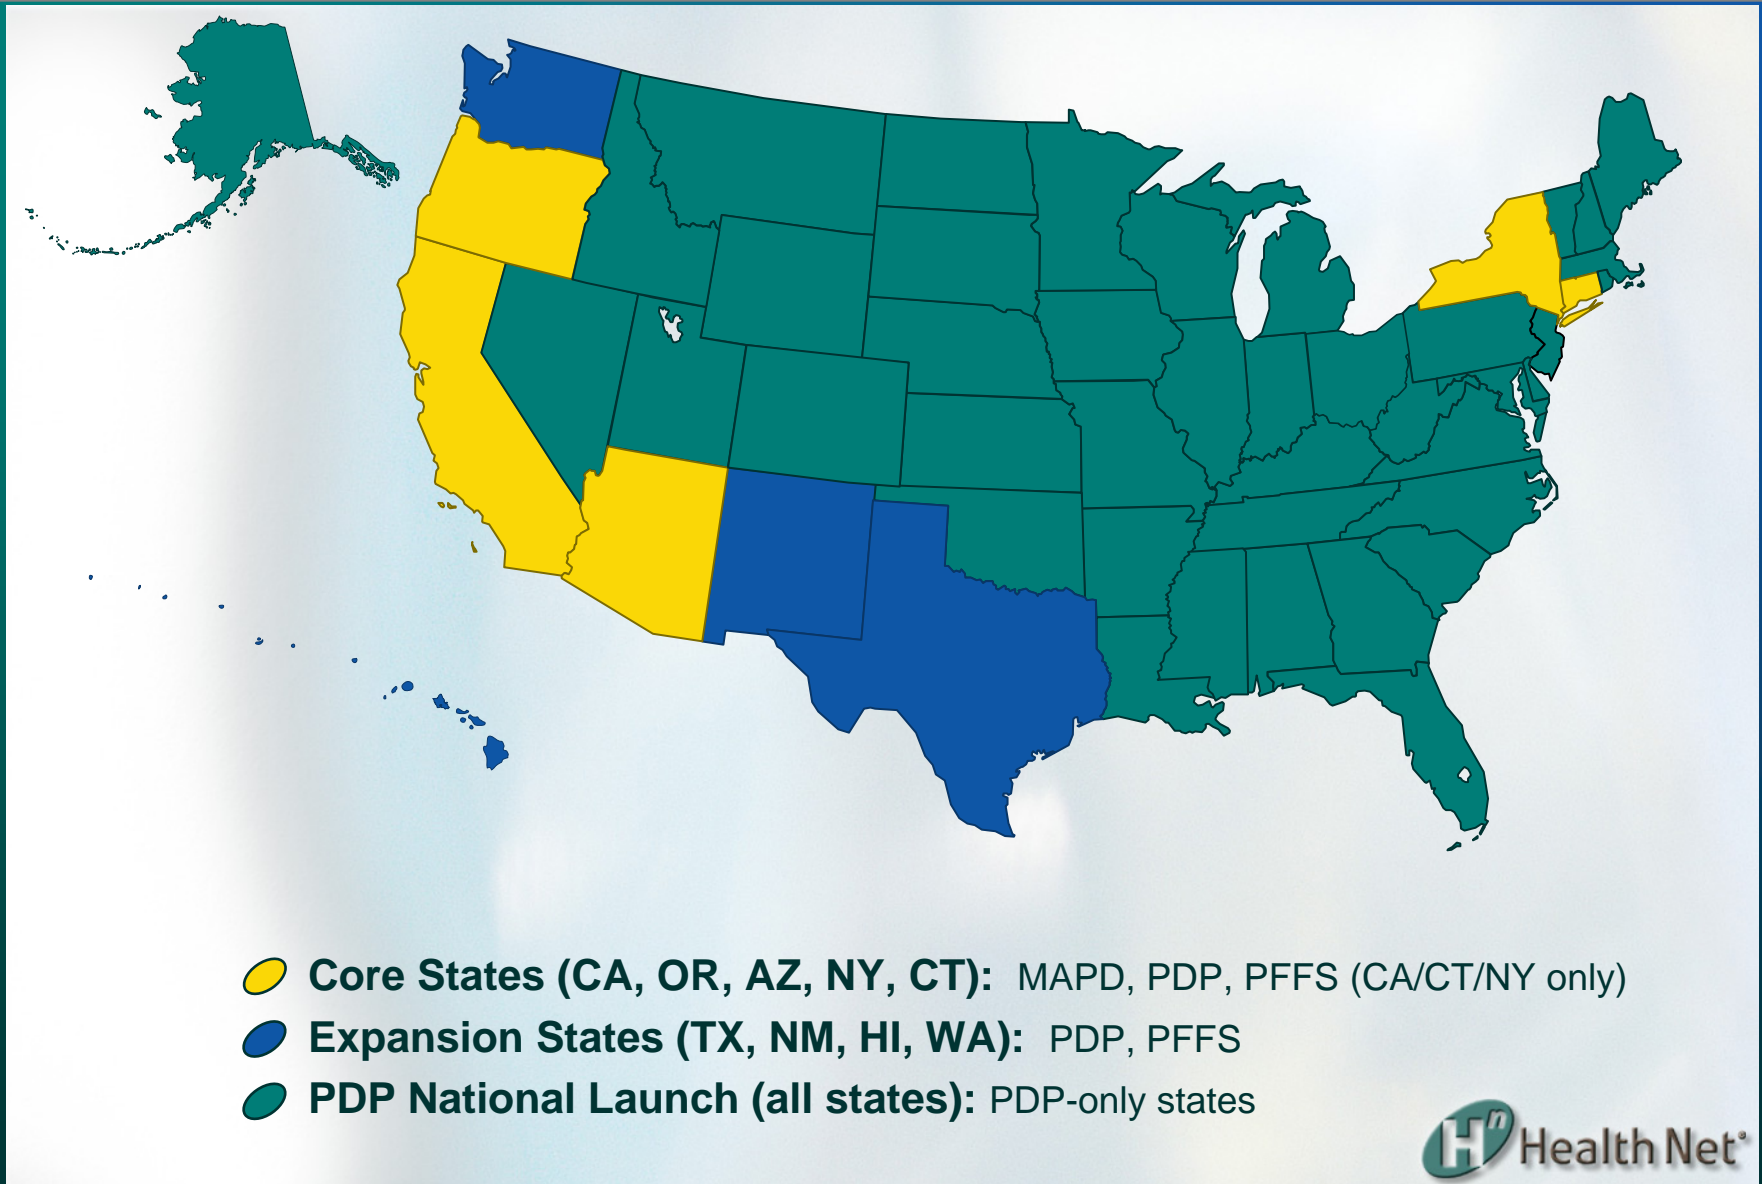 Core States (CA, OR, AZ, NY, CT): MAPD, PDP, PFFS (CA/CT/NY only)
Expansion States (TX, NM, HI, WA): PDP, PFFS
PDP National Launch (all states): PDP-only states
Hn Health Net